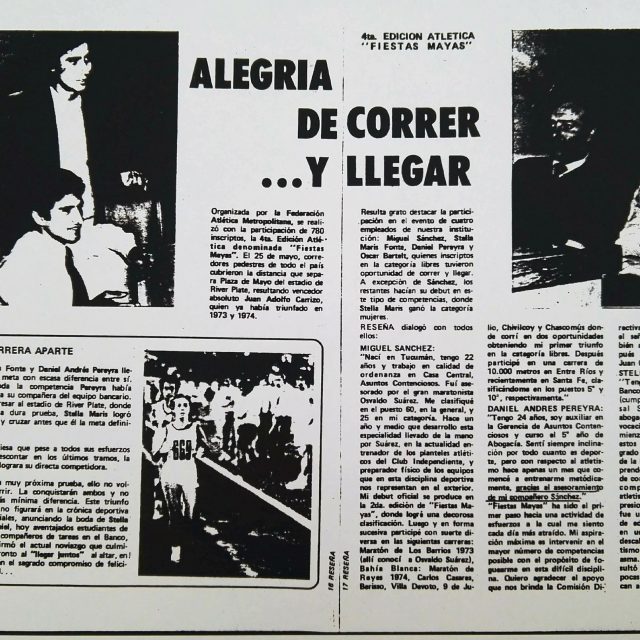 4ta. EDICION ATLETICA
"FIESTAS MAYAS"
ALEGRIA
DE CORRER
...Y LLEGAR
Organizada por la Federación
Atlética Metropolitana, se reali-
zó con la participación de 780
inscriptos, la 4ta. Edición Atlé-
tica denominada "Fiestas
Mayas". El 25 de mayo, corre-
dores pedestres de todo el país
cubrieron la distancia que sepa-
ra Plaza de Mayo del estadio de
River Plate, resultando vencedor
absoluto Juan Adolfo Carrizo,
quien ya había triunfado en
1973 y 1974.
RRERA APARTE
Fonte y Daniel Andrés Pereyra lle-
meta con escasa diferencia entre sí.
oda la competencia Pereyra había
a su compañera del equipo bancario.
resar al estadio de River Plate, donde
a dura prueba, Stella Maris logró
y cruzar antes que él la meta defini-
iesa que pese a todos sus esfuerzos
escontar en los últimos tramos, la
lograra su directa competidora.
muy próxima prueba, ello no vol-
rrir. La conquistarán ambos y no
mínima diferencia. Este triunfo
no figurará en la crónica deportiva
iales, anunciando la boda de Stella
niel, hoy aventajados estudiantes de
compañeros de tareas en el Banco,
irmó el actual noviazgo que culmi-
ronto al "llegar juntos" al altar, en
n el sagrado compromiso de felici-
669
16 RESEÑA
17 RESEÑA
Resulta grato destacar la partici-
pación en el evento de cuatro
empleados de nuestra institu-
ción: Miguel Sánchez, Stella
Maris Fonte, Daniel Pereyra y
Oscar Bartelt, quienes inscriptos
en la categoría libres tuvieron
oportunidad de correr y llegar.
A excepción de Sánchez, los
restantes hacían su debut en es-
te tipo de competencias, donde
Stella Maris ganó la categoría
mujeres.
RESEÑA dialogó con todos
ellos:
MIGUEL SANCHEZ:
"Nací en Tucumán, tengo 22
años y trabajo en calidad de
ordenanza en Casa Central,
Asuntos Contenciosos. Fuí ase-
sorado por el gran maratonista
Osvaldo Suárez. Me clasifiqué
en el puesto 60, en la general, y
25 en mi categoría. Hace un
año y medio que desarrollo esta
especialidad llevado de la mano
por Suárez, en la actualidad en-
trenador de los planteles atléti-
cos del Club Independiente, y
preparador físico de los equipos
que en esta disciplina deportiva
nos representan en el exterior.
Mi debut oficial se produce en
la 2da. edición de "Fiestas Ma-
yas", donde logré una decorosa
clasificación. Luego y en forma
sucesiva participo con suerte di-
versa en las siguientes carreras:
Maratón de Los Barrios 1973
(allí conocí a Osvaldo Suárez),
Bahía Blanca: Maratón de
Reyes 1974, Carlos Casares,
Berisso, Villa Devoto, 9 de Ju-
lio, Chivilcoy y Chascomús don-
de corrí en dos oportunidades
obteniendo mi primer triunfo
en la categoría libres. Después
participé en una carrera de
10.000 metros en Entre Ríos y
recientemente en Santa Fe, cla-
sificándome en los puestos 5° y
10°, respectivamente."
DANIEL ANDRES PEREYRA:
"Tengo 24 años, soy auxiliar en
la Gerencia de Asuntos Conten-
ciosos y curso el 5° año de
Abogacía. Sentí siempre inclina-
ción por todo cuanto es depor-
te, pero con respecto al atletis-
mo hace apenas un mes que co-
mencé a entrenarme metódica-
mente, gracias al asesoramiento
de mi compañero Sánchez."
"Fiestas Mayas" ha sido el pri-
mer paso hacia una actividad de
esfuerzos a la cual me siento
cada día más atraído. Mi aspira-
ción máxima es intervenir en el
mayor número de competencias
posible con el propósito de fo-
guearme en esta difícil discipli-
na. Quiero agradecer el apoyo
que nos brinda la Comisión Di-